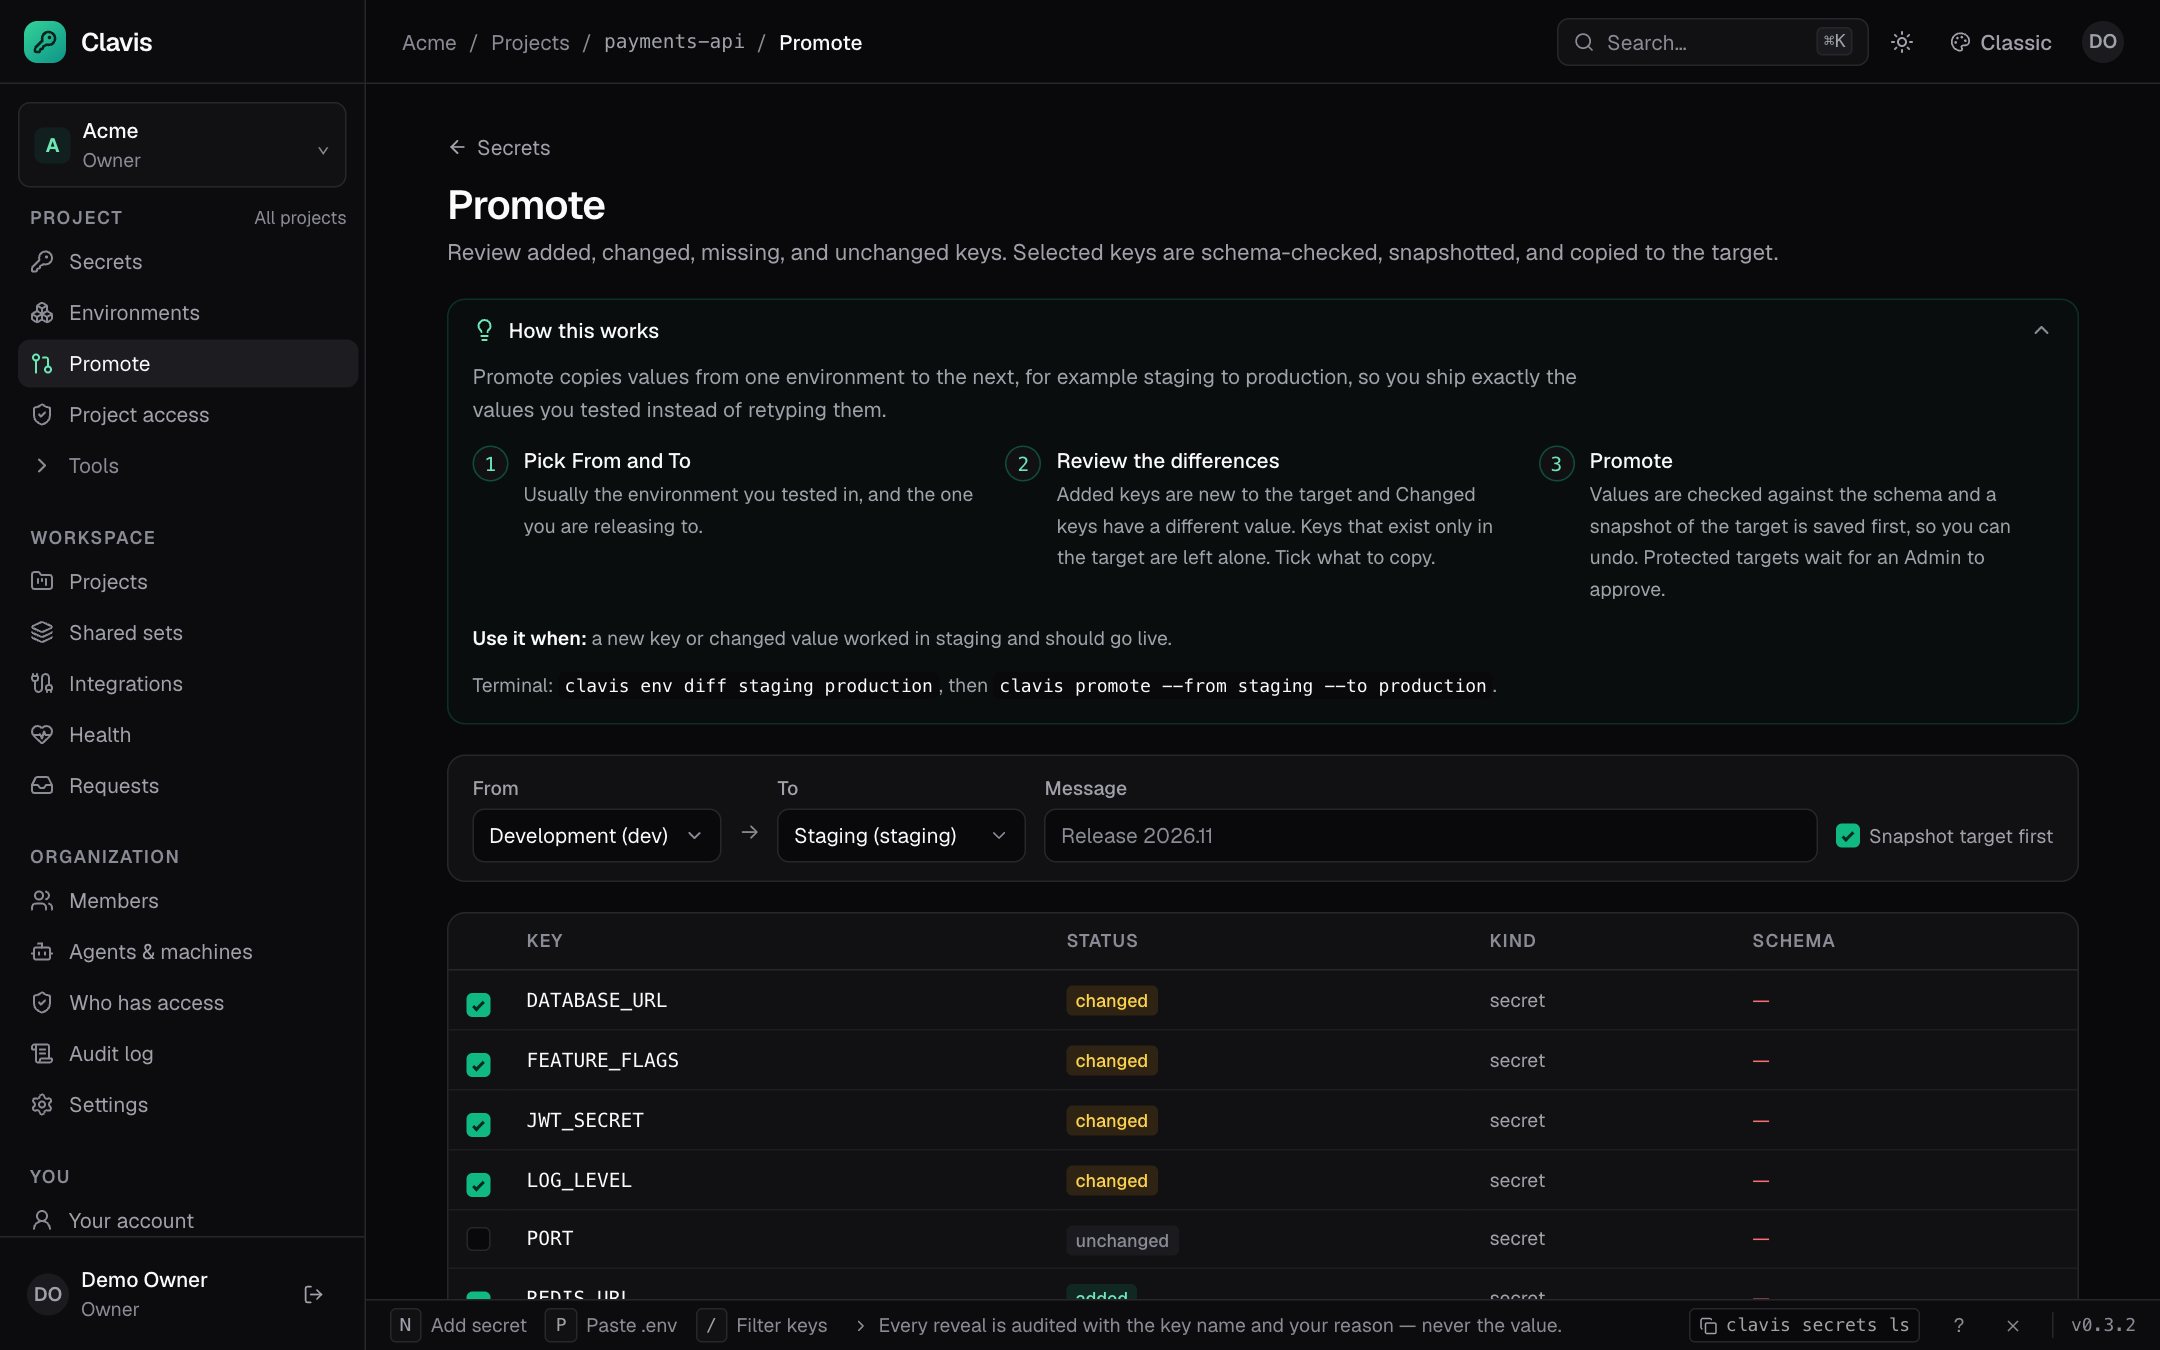 Clavis
Acme / Projects / payments-api / Promote
Search...
⌘K
Classic
DO
A
Acme
Owner
PROJECT
All projects
Secrets
Environments
Promote
Project access
Tools
WORKSPACE
Projects
Shared sets
Integrations
Health
Requests
ORGANIZATION
Members
Agents & machines
Who has access
Audit log
Settings
YOU
Your account
DO
Demo Owner
Owner
← Secrets
Promote
Review added, changed, missing, and unchanged keys. Selected keys are schema-checked, snapshotted, and copied to the target.
How this works
Promote copies values from one environment to the next, for example staging to production, so you ship exactly the
values you tested instead of retyping them.
1
Pick From and To
Usually the environment you tested in, and the one
you are releasing to.
2
Review the differences
Added keys are new to the target and Changed
keys have a different value. Keys that exist only in
the target are left alone. Tick what to copy.
3
Promote
Values are checked against the schema and a
snapshot of the target is saved first, so you can
undo. Protected targets wait for an Admin to
approve.
Use it when: a new key or changed value worked in staging and should go live.
Terminal: clavis env diff staging production, then clavis promote --from staging --to production.
From
To
Message
Development (dev)
→
Staging (staging)
Release 2026.11
Snapshot target first
KEY STATUS KIND SCHEMA
DATABASE_URL changed secret —
FEATURE_FLAGS changed secret —
JWT_SECRET changed secret —
LOG_LEVEL changed secret —
PORT unchanged secret —
REDIS_URL added secret —
N Add secret P Paste .env / Filter keys › Every reveal is audited with the key name and your reason — never the value.
clavis secrets ls
?
×
v0.3.2